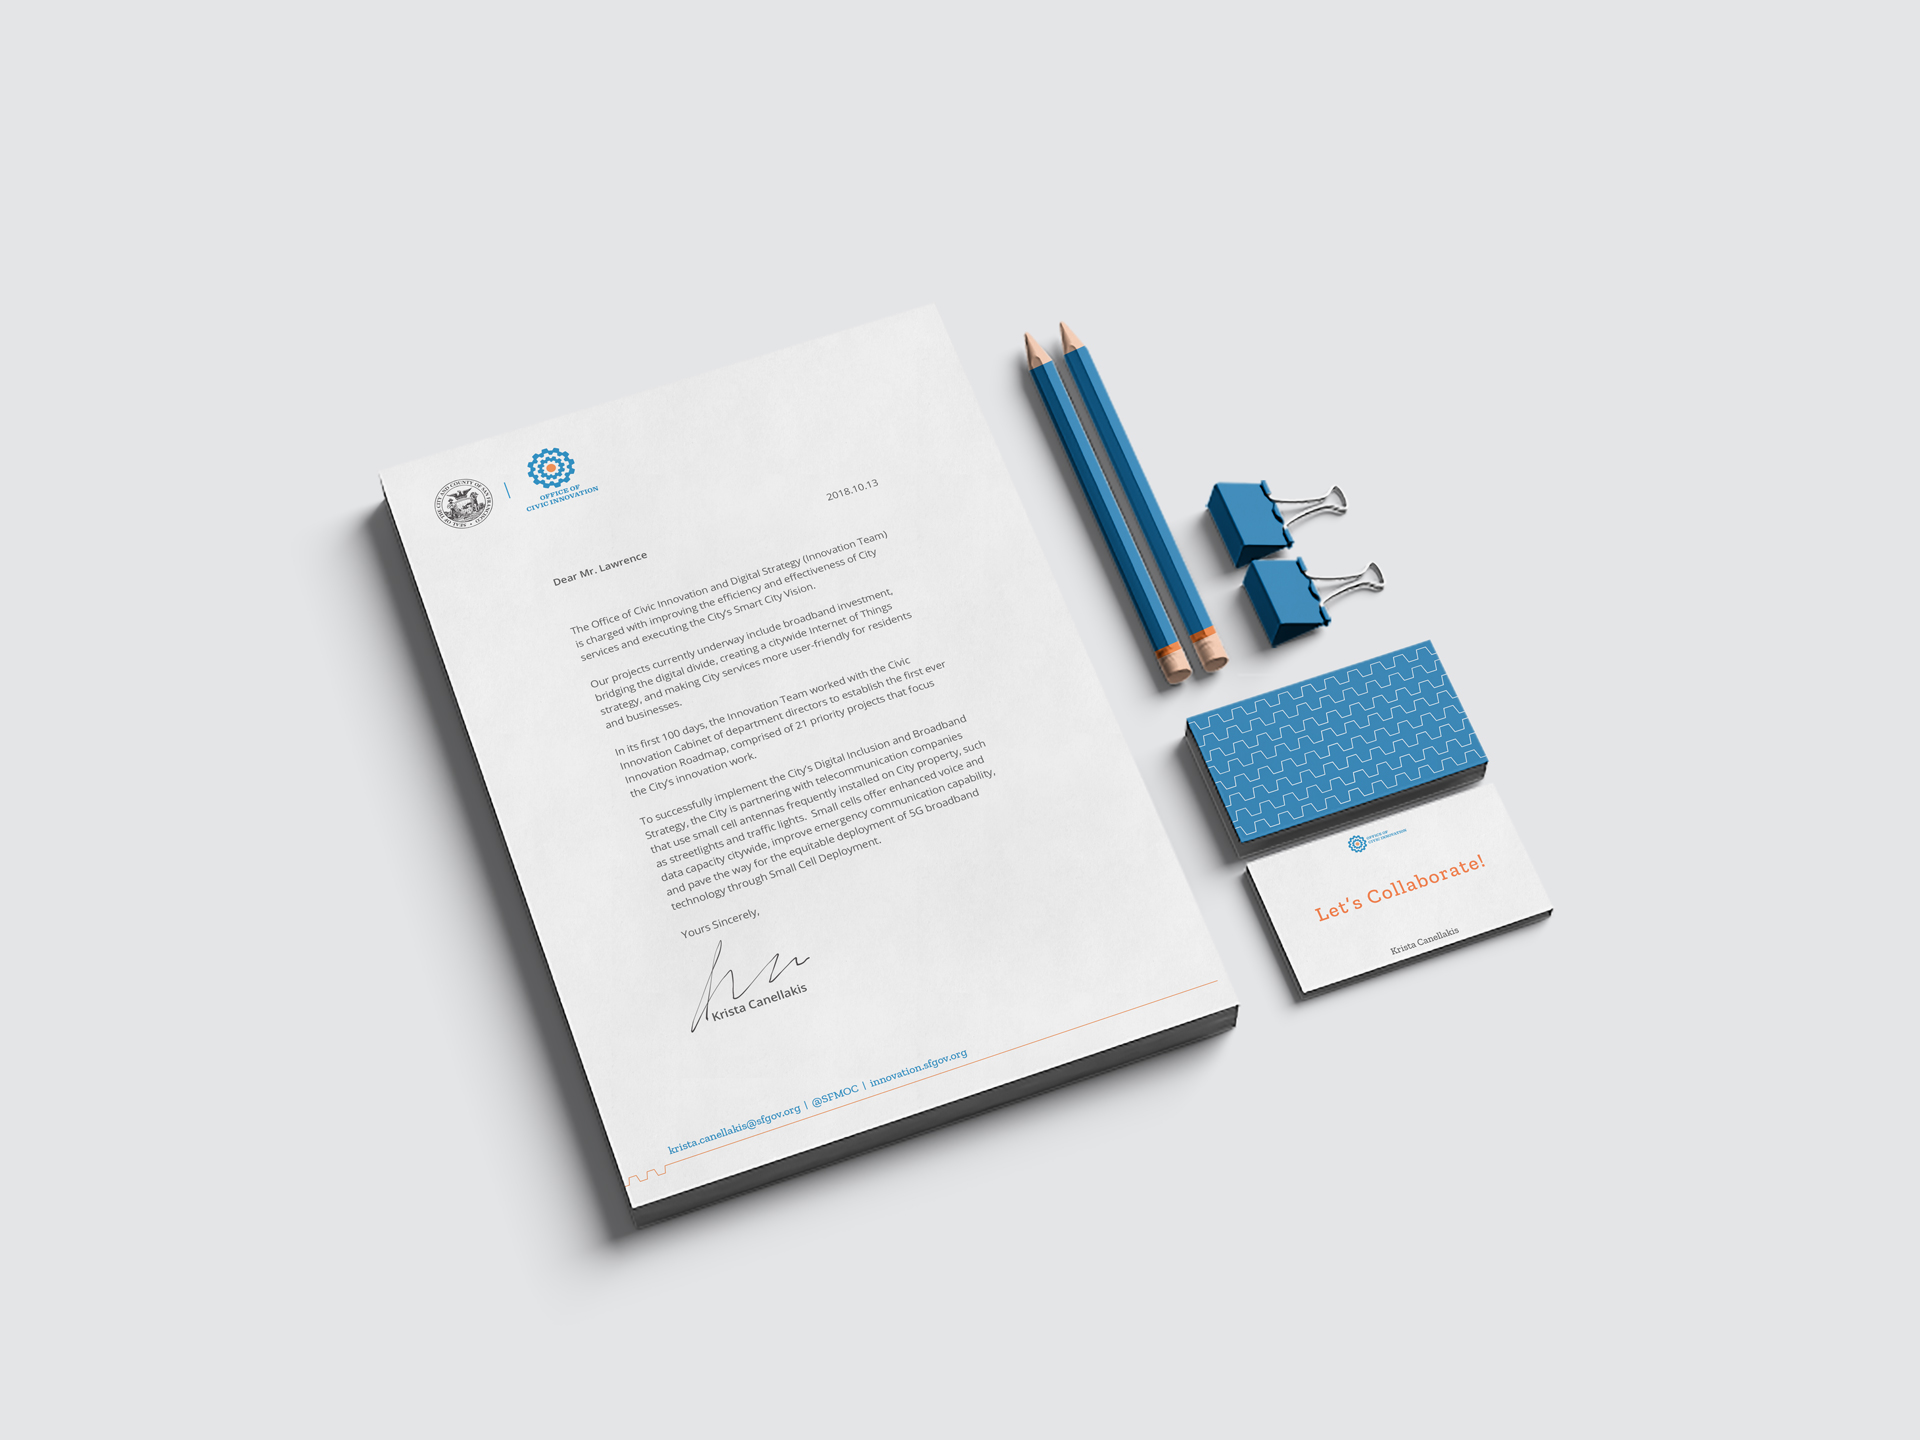 SEAL OF THE CITY AND COUNTY OF SAN FRANCISCO
OFFICE OF
CIVIC INNOVATION
2018.10.13
Dear Mr. Lawrence
The Office of Civic Innovation and Digital Strategy (Innovation Team)
is charged with improving the efficiency and effectiveness of City
services and executing the City's Smart City Vision.
Our projects currently underway include broadband investment,
bridging the digital divide, creating a citywide Internet of Things
strategy, and making City services more user-friendly for residents
and businesses.
In its first 100 days, the Innovation Team worked with the Civic
Innovation Cabinet of department directors to establish the first ever
Innovation Roadmap, comprised of 21 priority projects that focus
the City's innovation work.
To successfully implement the City's Digital Inclusion and Broadband
Strategy, the City is partnering with telecommunication companies
that use small cell antennas frequently installed on City property, such
as streetlights and traffic lights. Small cells offer enhanced voice and
data capacity citywide, improve emergency communication capability,
and pave the way for the equitable deployment of 5G broadband
technology through Small Cell Deployment.
Yours Sincerely,
Krista Canellakis
krista.canellakis@sfgov.org | @SFMOC | innovation.sfgov.org
OFFICE OF
CIVIC INNOVATION
Let's Collaborate!
Krista Canellakis